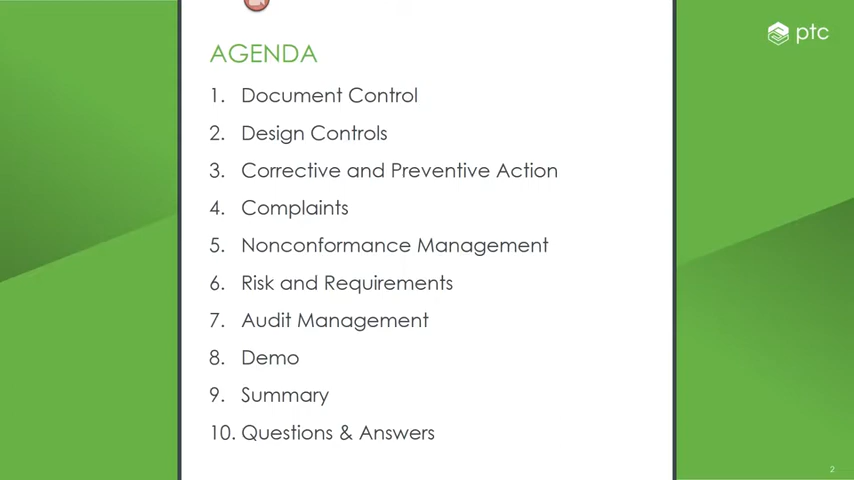 ptc
AGENDA
1. Document Control
2. Design Controls
3. Corrective and Preventive Action
4. Complaints
5. Nonconformance Management
6. Risk and Requirements
7. Audit Management
8. Demo
9. Summary
10. Questions & Answers
2